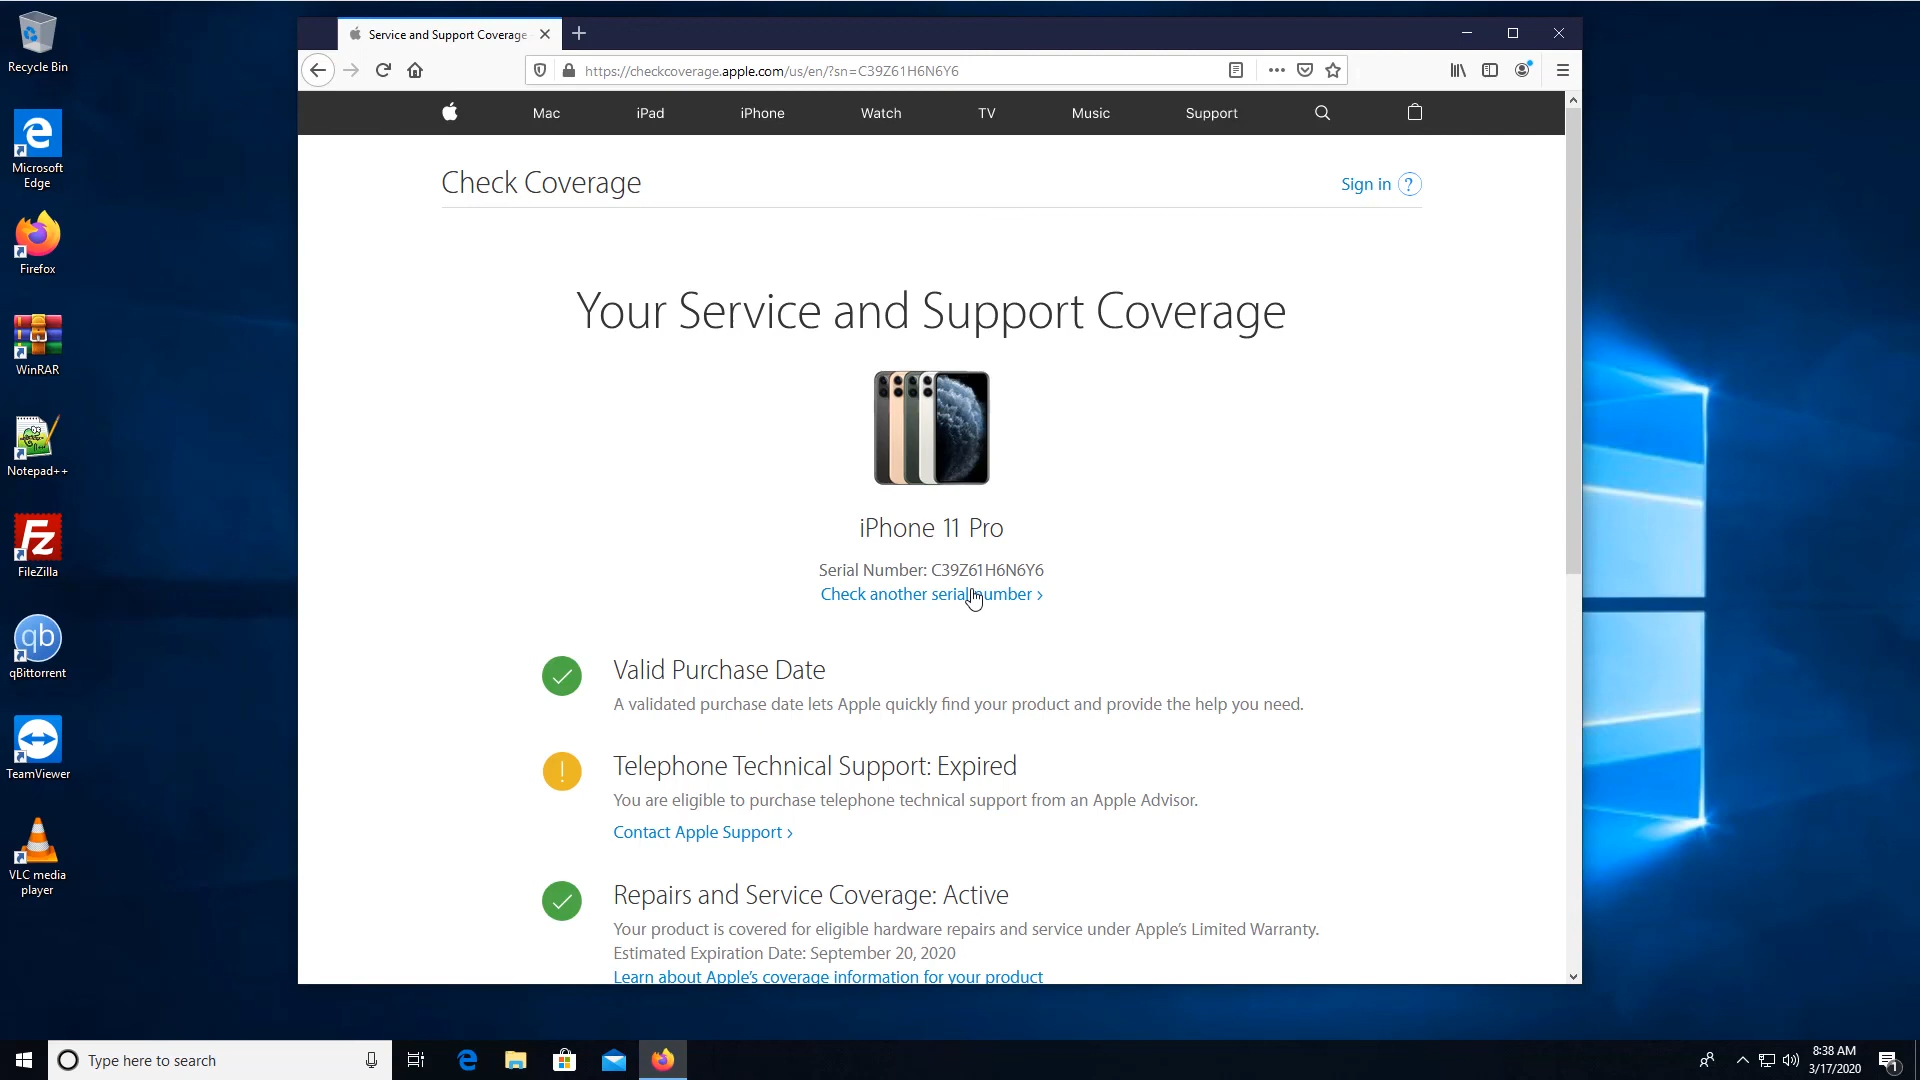 Recycle Bin
Microsoft
Edge
Firefox
WinRAR
Notepad++
FileZilla
qb
qBittorrent
TeamViewer
VLC media
player
Service and Support Coverage
https://checkcoverage.apple.com/us/en/?sn=C39Z61H6N6Y6
Mac iPad iPhone Watch TV Music Support
Check Coverage
Sign in ?
Your Service and Support Coverage
iPhone 11 Pro
Serial Number: C39Z61H6N6Y6
Check another serial number ›
Valid Purchase Date
A validated purchase date lets Apple quickly find your product and provide the help you need.
! Telephone Technical Support: Expired
You are eligible to purchase telephone technical support from an Apple Advisor.
Contact Apple Support ›
Repairs and Service Coverage: Active
Your product is covered for eligible hardware repairs and service under Apple's Limited Warranty.
Estimated Expiration Date: September 20, 2020
Learn about Apple's coverage information for your product
Type here to search
8:38 AM
3/17/2020
1